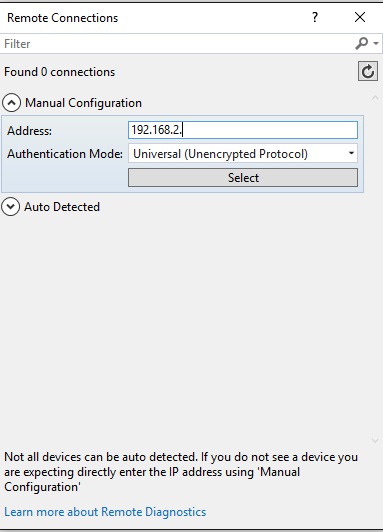 Remote Connections
Filter
Found 0 connections
Manual Configuration
Address: 192.168.2.
Authentication Mode: Universal (Unencrypted Protocol)
Select
Auto Detected
Not all devices can be auto detected. If you do not see a device you
are expecting directly enter the IP address using 'Manual
Configuration'
Learn more about Remote Diagnostics